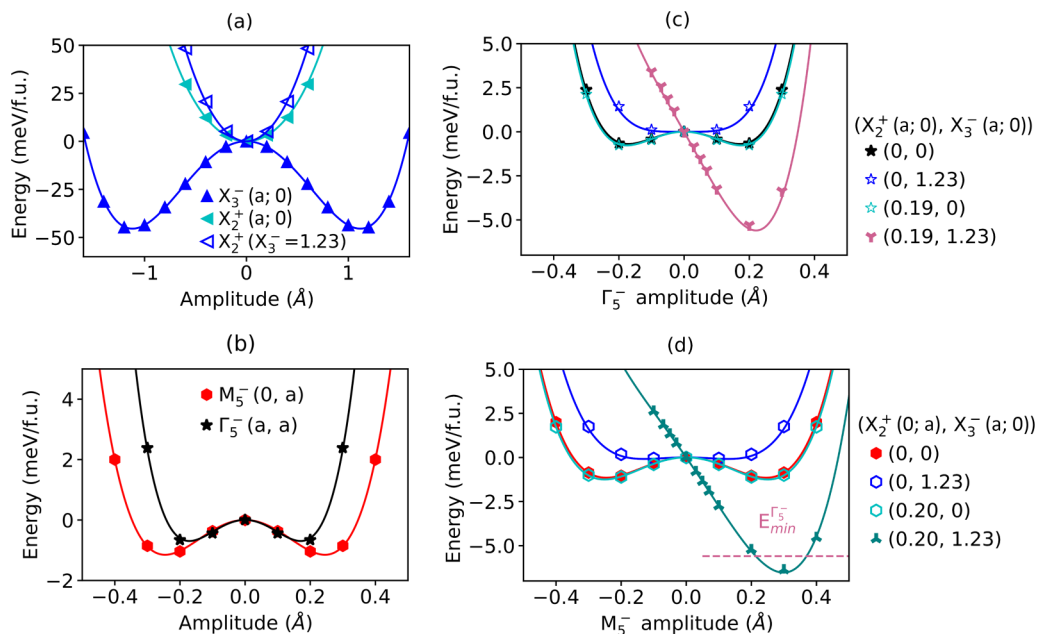 (a)
Energy (meV/f.u.)
50
25
0
−25
−50
X₃⁻(a; 0)
X₂⁺(a; 0)
X₂⁺(X₃⁻=1.23)
−1
0
1
Amplitude (Å)
(c)
Energy (meV/f.u.)
5.0
2.5
0.0
−2.5
−5.0
−0.4
−0.2
0.0
0.2
0.4
Γ₅⁻ amplitude (Å)
(X₂⁺(a; 0), X₃⁻(a; 0))
(0, 0)
(0, 1.23)
(0.19, 0)
(0.19, 1.23)
(b)
Energy (meV/f.u.)
4
2
0
−2
M₅⁻(0, a)
Γ₅⁻(a, a)
−0.4
−0.2
0.0
0.2
0.4
Amplitude (Å)
(d)
Energy (meV/f.u.)
5.0
2.5
0.0
−2.5
−5.0
E_min^Γ₅⁻
−0.4
−0.2
0.0
0.2
0.4
M₅⁻ amplitude (Å)
(X₂⁺(0; a), X₃⁻(a; 0))
(0, 0)
(0, 1.23)
(0.20, 0)
(0.20, 1.23)